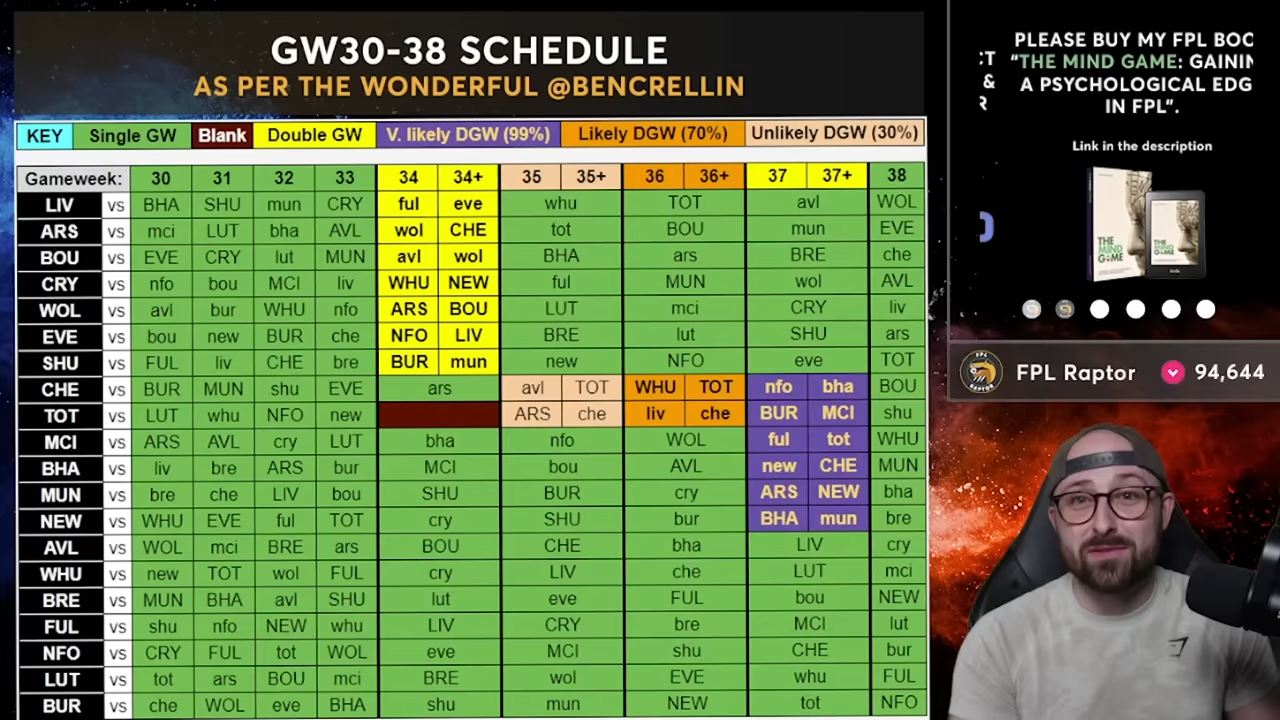 GW30-38 SCHEDULE
AS PER THE WONDERFUL @BENCRELLIN
KEY Single GW Blank Double GW V. likely DGW (99%) Likely DGW (70%) Unlikely DGW (30%)
Gameweek: 30 31 32 33 34 34+ 35 35+ 36 36+ 37 37+ 38
LIV vs BHA SHU mun CRY ful eve whu TOT avl WOL
ARS vs mci LUT bha AVL wol CHE tot BOU mun EVE
BOU vs EVE CRY lut MUN avl wol BHA ars BRE che
CRY vs nfo bou MCI liv WHU NEW ful MUN wol AVL
WOL vs avl bur WHU nfo ARS BOU LUT mci CRY liv
EVE vs bou new BUR che NFO LIV BRE lut SHU ars
SHU vs FUL liv CHE bre BUR mun new NFO eve TOT
CHE vs BUR MUN shu EVE ars avl TOT WHU TOT nfo bha BOU
TOT vs LUT whu NFO new ARS che liv che BUR MCI shu
MCI vs ARS AVL cry LUT bha nfo WOL ful tot WHU
BHA vs liv bre ARS bur MCI bou AVL new CHE MUN
MUN vs bre che LIV bou SHU BUR cry ARS NEW bha
NEW vs WHU EVE ful TOT cry SHU bur BHA mun bre
AVL vs WOL mci BRE ars BOU CHE bha LIV cry
WHU vs new TOT wol FUL cry LIV che LUT mci
BRE vs MUN BHA avl SHU lut eve FUL bou NEW
FUL vs shu nfo NEW whu LIV CRY bre MCI lut
NFO vs CRY FUL tot WOL eve MCI shu CHE bur
LUT vs tot ars BOU mci BRE wol EVE whu FUL
BUR vs che WOL eve BHA shu mun NEW tot NFO
PLEASE BUY MY FPL BOO
"THE MIND GAME: GAININ
A PSYCHOLOGICAL EDG
IN FPL".
Link in the description
THE MIND GAME
THE MIND GAME
FPL RAPTOR
FPL Raptor 94,644